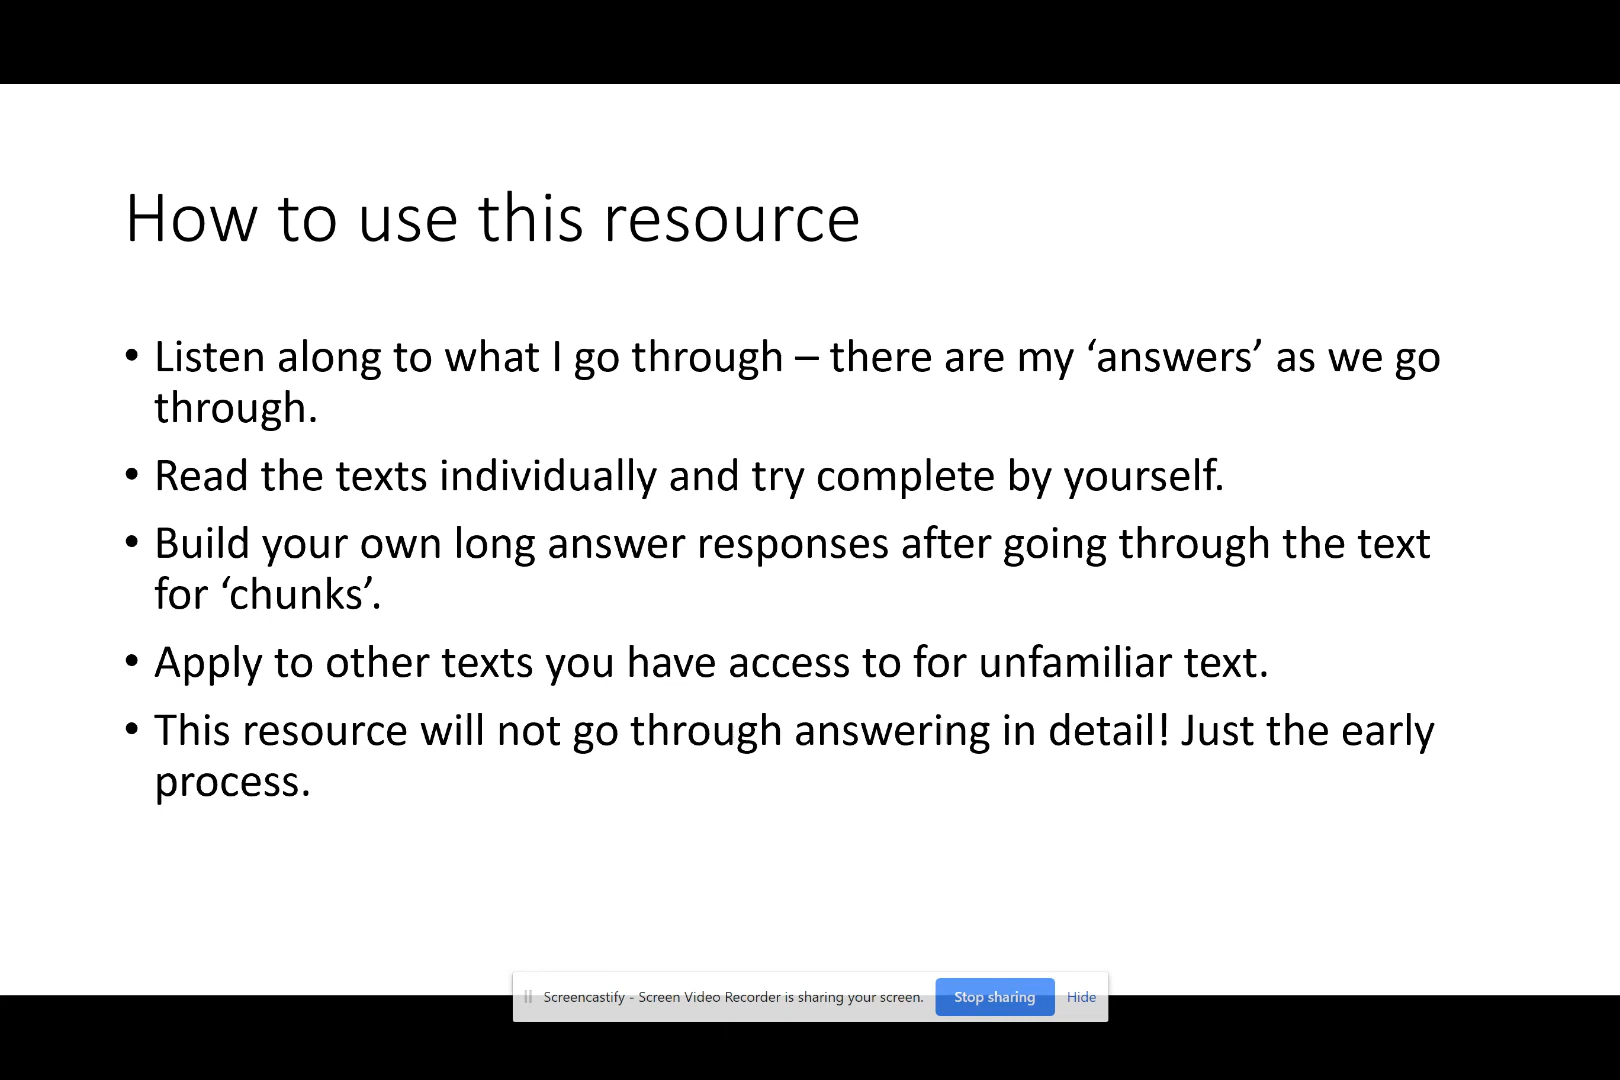 How to use this resource
• Listen along to what I go through – there are my ‘answers’ as we go
through.
• Read the texts individually and try complete by yourself.
• Build your own long answer responses after going through the text
for ‘chunks’.
• Apply to other texts you have access to for unfamiliar text.
• This resource will not go through answering in detail! Just the early
process.
Screencastify - Screen Video Recorder is sharing your screen. Stop sharing Hide